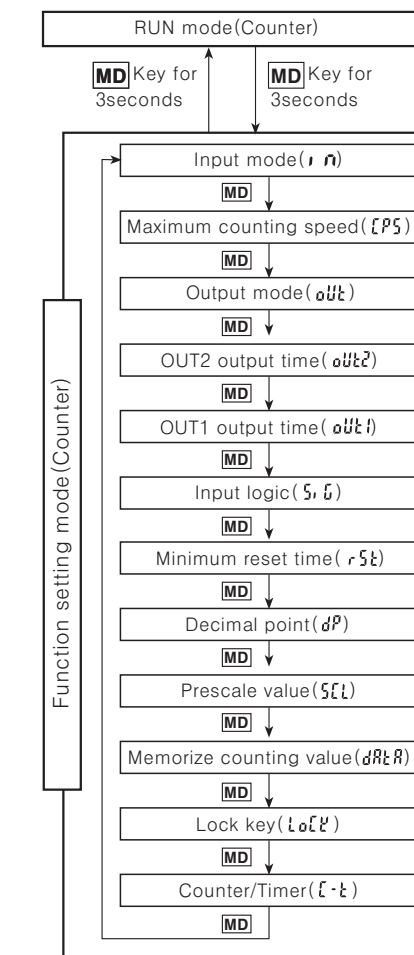 RUN mode(Counter)
MD Key for
3seconds
MD Key for
3seconds
Function setting mode(Counter)
Input mode(in)
MD
Maximum counting speed(CPS)
MD
Output mode(oUt)
MD
OUT2 output time(oUt2)
MD
OUT1 output time(oUt1)
MD
Input logic(SiG)
MD
Minimum reset time(rSt)
MD
Decimal point(dP)
MD
Prescale value(SCL)
MD
Memorize counting value(dAtA)
MD
Lock key(LoCK)
MD
Counter/Timer(C-t)
MD